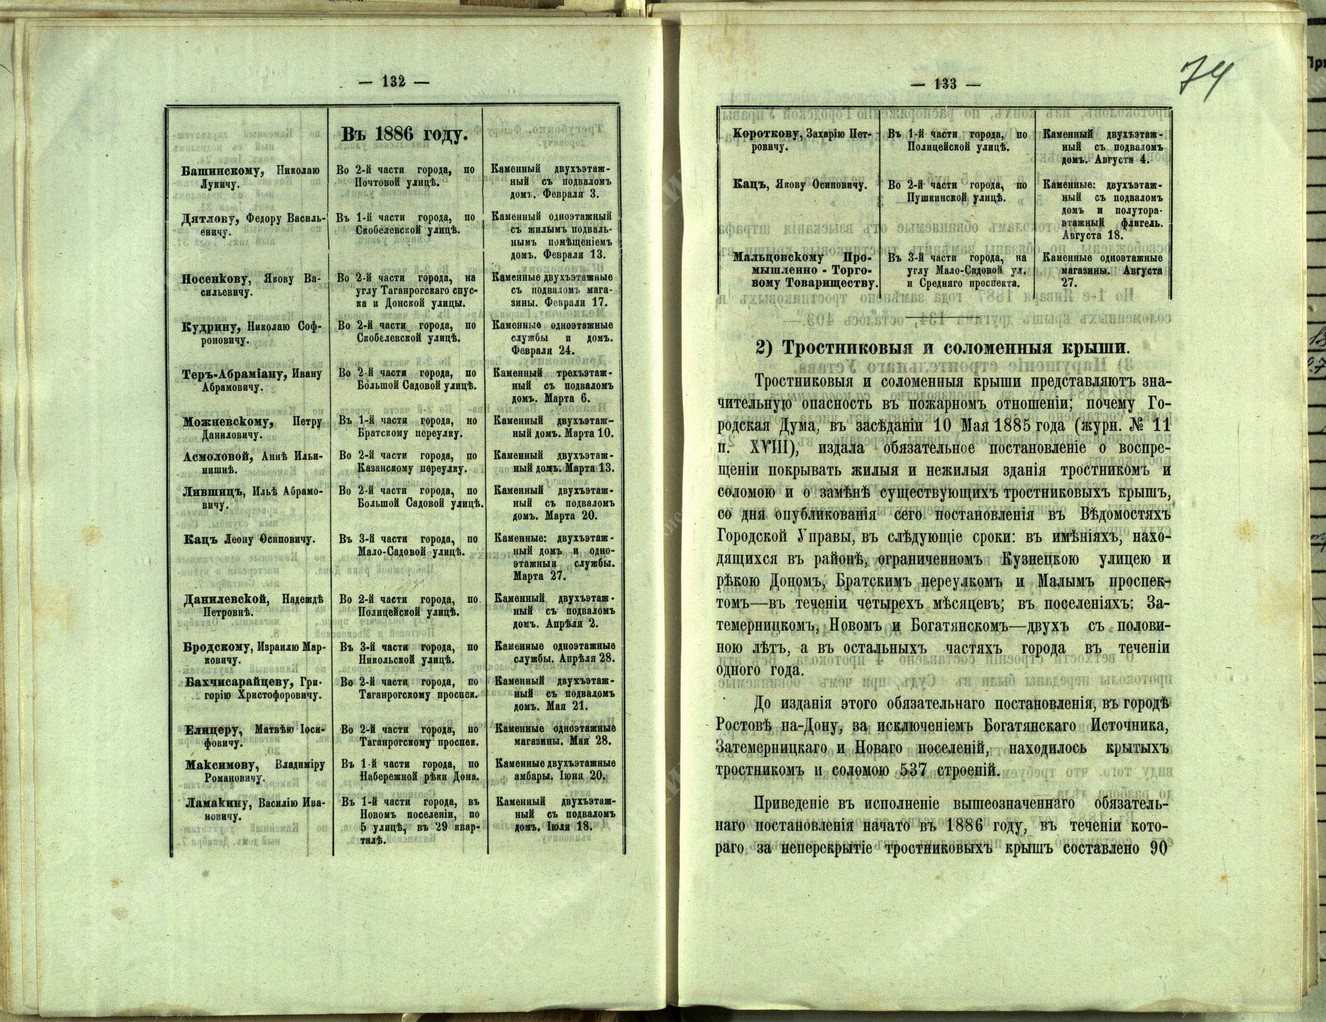 — 132 —
Въ 1886 году.
Башинскому, Николаю
Лукичу.
Во 2-й части города, по
Почтовой улицѣ.
Каменный двухъэтаж-
ный съ подваломъ
домъ. Февраля 3.
Дятлову, Федору Василь-
евичу.
Въ 1-й части города, по
Скобелевской улицѣ.
Каменный одноэтажный
съ жилымъ подваль-
нымъ помѣщеніемъ
домъ. Февраля 13.
Носенкову, Якову Ва-
сильевичу.
Во 2-й части города, на
углу Таганрогскаго спус-
ка и Донской улицы.
Каменные двухъэтажные
съ подваломъ мага-
зины. Февраля 17.
Кудрину, Николаю Соф-
роновичу.
Во 2-й части города, по
Скобелевской улицѣ.
Каменные одноэтажные
службы и домъ.
Февраля 24.
Теръ-Абраміану, Ивану
Абрамовичу.
Во 2-й части города, по
Большой Садовой улицѣ.
Каменный трехъэтаж-
ный съ подваломъ
домъ. Марта 6.
Можневскому, Петру
Даниловичу.
Въ 1-й части города, по
Братскому переулку.
Каменный двухъэтаж-
ный домъ. Марта 10.
Асмоловой, Аннѣ Ильи-
нишнѣ.
Во 2-й части города, по
Казанскому переулку.
Каменный двухъэтаж-
ный домъ. Марта 13.
Лившицъ, Ильѣ Абрамо-
вичу.
Во 2-й части города, по
Большой Садовой улицѣ.
Каменный двухъэтаж-
ный съ подваломъ
домъ. Марта 20.
Кацъ Леону Осиповичу.
Въ 3-й части города, по
Мало-Садовой улицѣ.
Каменные: двухъэтаж-
ный домъ и одно-
этажныя службы.
Марта 27.
Данилевской, Надеждѣ
Петровнѣ.
Во 2-й части города, по
Полицейской улицѣ.
Каменный двухъэтаж-
ный съ подваломъ
домъ. Апрѣля 2.
Бродскому, Израилю Мар-
ковичу.
Въ 3-й части города, по
Никольской улицѣ.
Каменные одноэтажные
службы. Апрѣля 28.
Бахчисарайцеву, Гри-
горію Христофоровичу.
Во 2-й части города, по
Таганрогскому проспек.
Каменный двухъэтаж-
ный съ подваломъ
домъ. Мая 21.
Елицеру, Матвѣю Іоси-
фовичу.
Во 2-й части города, по
Таганрогскому проспек.
Каменные одноэтажные
магазины. Мая 28.
Максимову, Владиміру
Романовичу.
Въ 1-й части города, по
Набережной рѣки Дона.
Каменные двухъэтажные
амбары. Іюня 20.
Ламакину, Василію Ива-
новичу.
Въ 1-й части города, въ
Новомъ поселеніи, по
5 улицѣ, въ 29 квар-
талѣ.
Каменный двухъэтаж-
ный съ подваломъ
домъ. Іюля 18.
— 133 —
74
Короткову, Захарію Пет-
ровичу.
Въ 1-й части города, по
Полицейской улицѣ.
Каменный двухъэтаж-
ный съ подваломъ
домъ. Августа 4.
Кацъ, Якову Осиповичу.
Во 2-й части города, по
Пушкинской улицѣ.
Каменные: двухъэтаж-
ный съ подваломъ
домъ и полутора-
этажный флигель.
Августа 18.
Мальцовскому Про-
мышленно - Торго-
вому Товариществу.
Въ 3-й части города, на
углу Мало-Садовой ул.
и Средняго проспекта.
Каменные одноэтажные
магазины. Августа
27.
2) Тростниковыя и соломенныя крыши.
Тростниковыя и соломенныя крыши представляютъ зна-
чительную опасность въ пожарномъ отношеніи; почему Го-
родская Дума, въ засѣданіи 10 Мая 1885 года (журн. № 11
п. XVIII), издала обязательное постановленіе о воспре-
щеніи покрывать жилыя и нежилыя зданія тростникомъ и
соломою и о замѣнѣ существующихъ тростниковыхъ крышъ,
со дня опубликованія сего постановленія въ Вѣдомостяхъ
Городской Управы, въ слѣдующіе сроки: въ имѣніяхъ, нахо-
дящихся въ районѣ, ограниченномъ Кузнецкою улицею и
рѣкою Дономъ, Братскимъ переулкомъ и Малымъ проспек-
томъ—въ теченіи четырехъ мѣсяцевъ; въ поселеніяхъ: За-
темерницкомъ, Новомъ и Богатянскомъ—двухъ съ полови-
ною лѣтъ, а въ остальныхъ частяхъ города въ теченіи
одного года.
До изданія этого обязательнаго постановленія, въ городѣ
Ростовѣ на-Дону, за исключеніемъ Богатянскаго Источника,
Затемерницкаго и Новаго поселеній, находилось крытыхъ
тростникомъ и соломою 537 строеній.
Приведеніе въ исполненіе вышеозначеннаго обязатель-
наго постановленія начато въ 1886 году, въ теченіи кото-
раго за неперекрытіе тростниковыхъ крышъ составлено 90